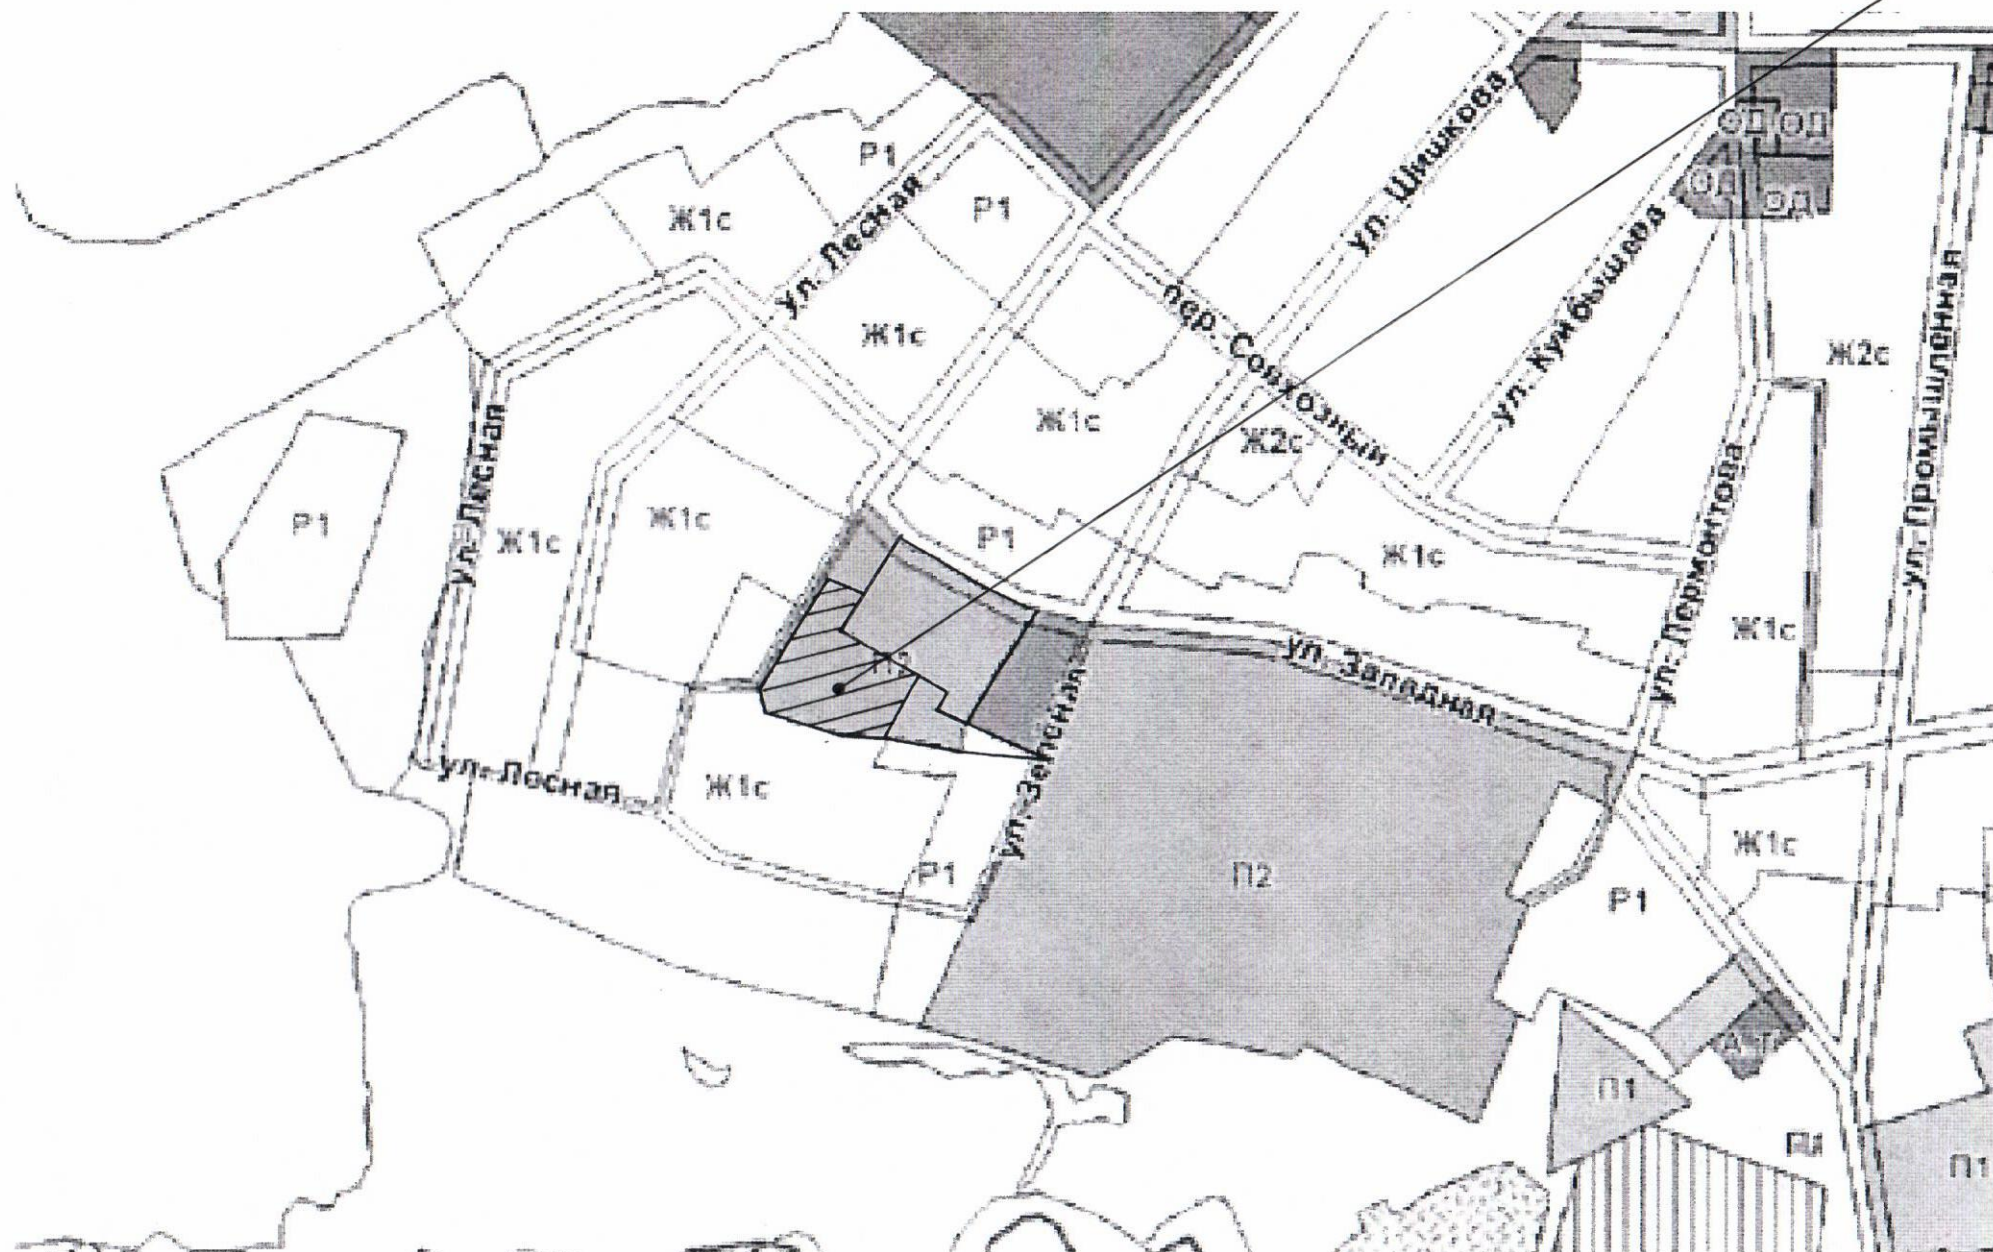 ОД
ОД
Р1
ОД
ОД
Ж1с
Р1
ул. Лесная
ул. Шишкова
Ж1с
пер. Совхозный
ул. Куйбышева
Ж2с
ул. Промышленная
Ж1с
Ж2с
Р1
ул. Лесная
Ж1с
Ж1с
Р1
Ж1с
ул. Лермонтова
Ж1с
ул. Западная
ул. Лесная
Ж1с
ул. Зеленая
Р1
П2
Ж1с
Р1
П1
П1